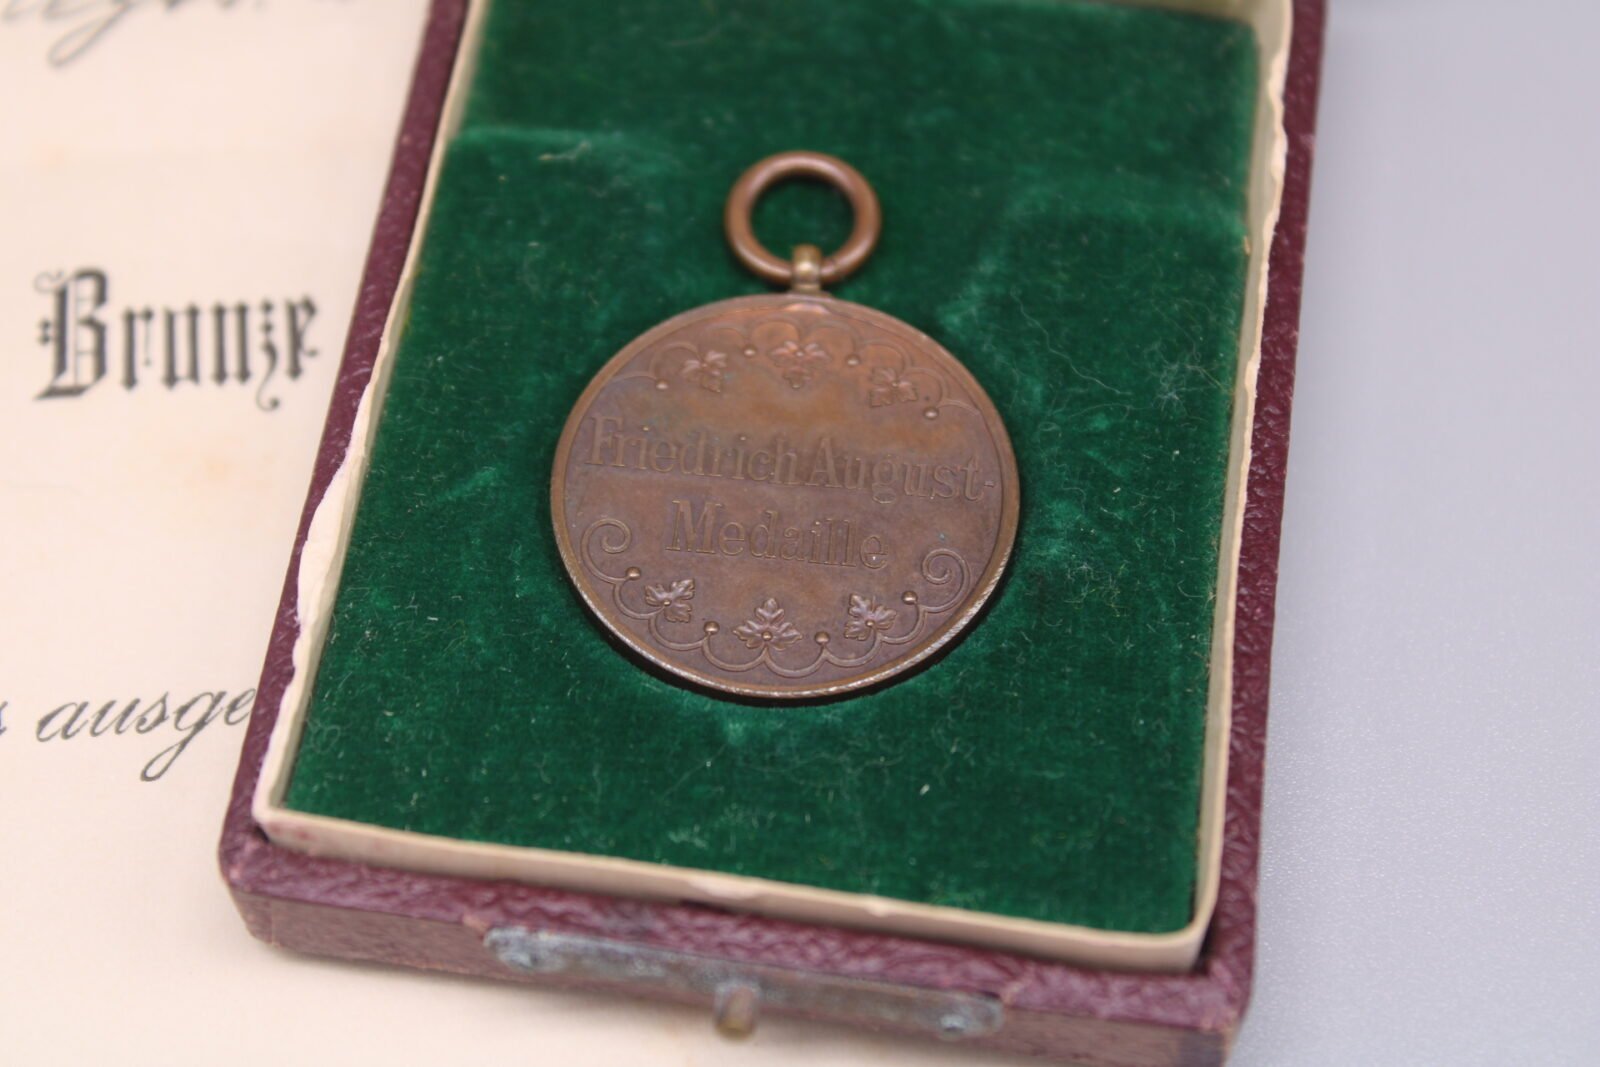 Bronze
ausge
Friedrich August-
Medaille